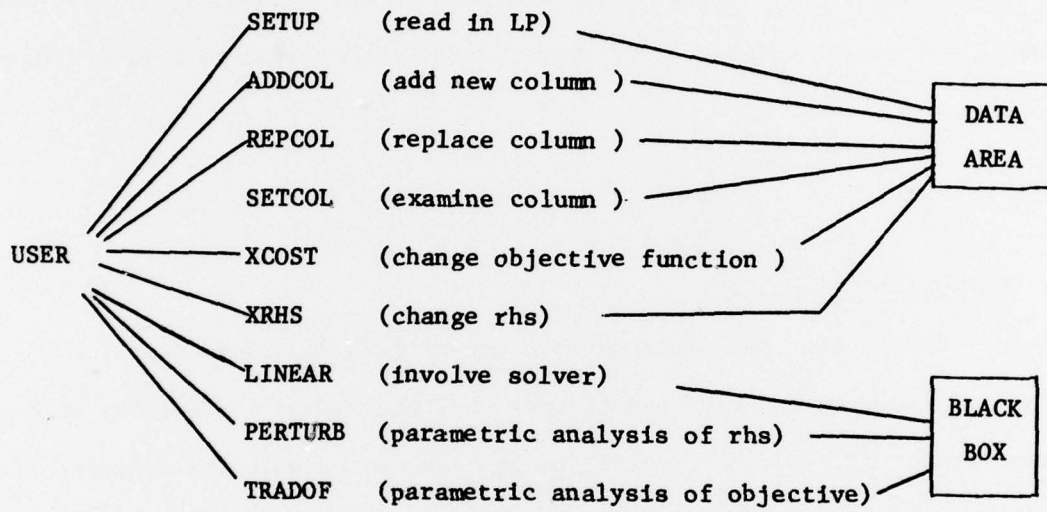 SETUP (read in LP)
ADDCOL (add new column )
REPCOL (replace column )
SETCOL (examine column )
USER
XCOST (change objective function )
XRHS (change rhs)
LINEAR (involve solver)
PERTURB (parametric analysis of rhs)
TRADOF (parametric analysis of objective)
DATA
AREA
BLACK
BOX